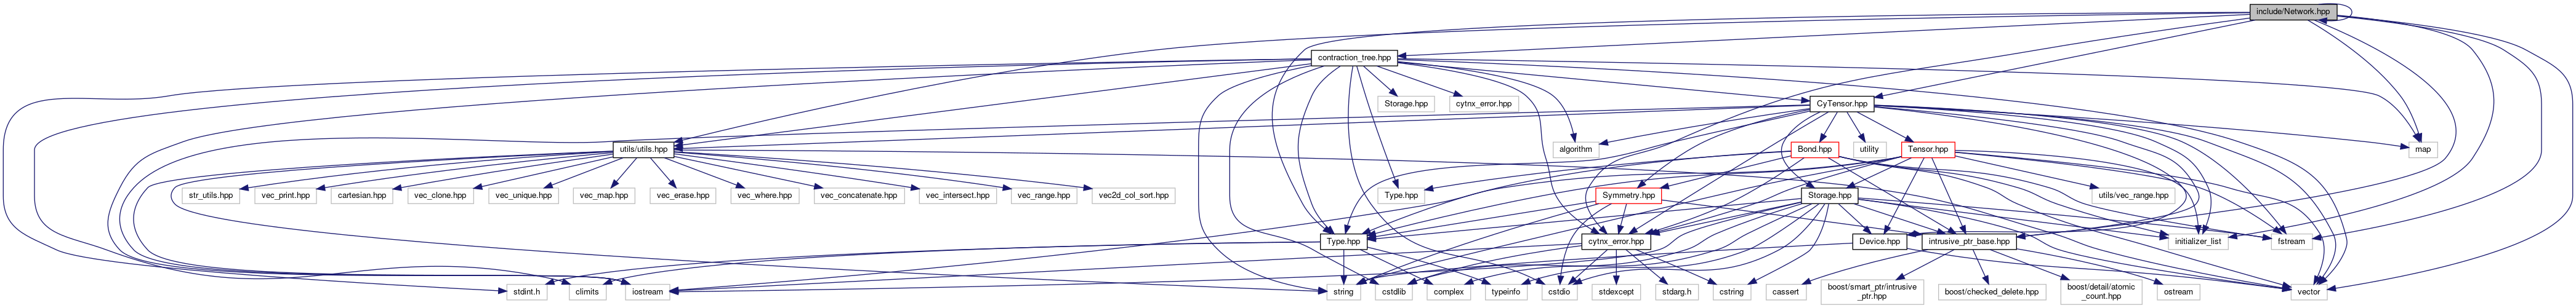 include/Network.hpp
contraction_tree.hpp
Storage.hpp
cytnx_error.hpp
CyTensor.hpp
utils/utils.hpp
algorithm
Bond.hpp
utility
Tensor.hpp
map
str_utils.hpp
vec_print.hpp
cartesian.hpp
vec_clone.hpp
vec_unique.hpp
vec_map.hpp
vec_erase.hpp
vec_where.hpp
vec_concatenate.hpp
vec_intersect.hpp
vec_range.hpp
vec2d_col_sort.hpp
Type.hpp
Symmetry.hpp
Storage.hpp
utils/vec_range.hpp
Type.hpp
cytnx_error.hpp
Device.hpp
intrusive_ptr_base.hpp
initializer_list
fstream
stdint.h
climits
iostream
string
cstdlib
complex
typeinfo
cstdio
stdexcept
stdarg.h
cstring
cassert
boost/smart_ptr/intrusive
_ptr.hpp
boost/checked_delete.hpp
boost/detail/atomic
_count.hpp
ostream
vector